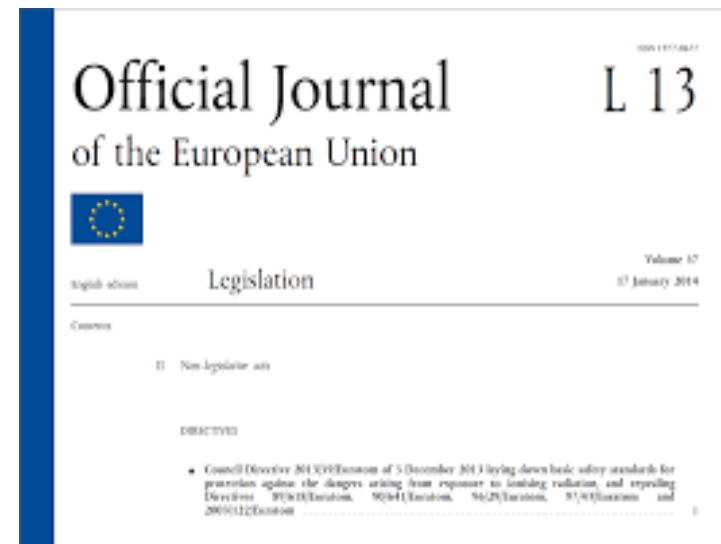 Official Journal
L 13
of the European Union
Volume 57
English edition
Legislation
17 January 2014
Contents
II Non-legislative acts
DIRECTIVES
Council Directive 2013/59/Euratom of 5 December 2013 laying down basic safety standards for
protection against the dangers arising from exposure to ionising radiation, and repealing
Directives 89/618/Euratom, 90/641/Euratom, 96/29/Euratom, 97/43/Euratom and
2003/122/Euratom 1